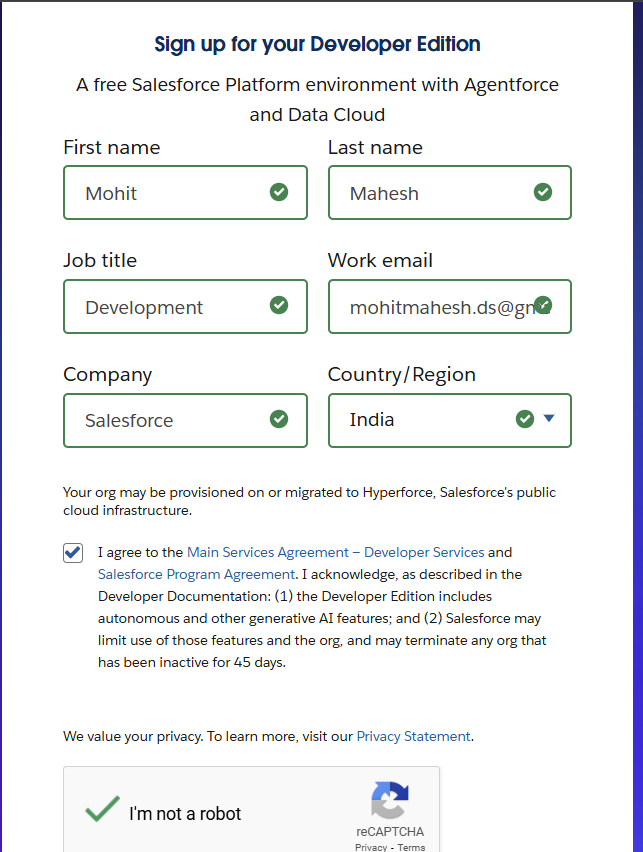 Sign up for your Developer Edition
A free Salesforce Platform environment with Agentforce
and Data Cloud
First name
Last name
Mohit
Mahesh
Job title
Work email
Development
mohitmahesh.ds@gm
Company
Country/Region
Salesforce
India
Your org may be provisioned on or migrated to Hyperforce, Salesforce's public
cloud infrastructure.
I agree to the Main Services Agreement – Developer Services and
Salesforce Program Agreement. I acknowledge, as described in the
Developer Documentation: (1) the Developer Edition includes
autonomous and other generative AI features; and (2) Salesforce may
limit use of those features and the org, and may terminate any org that
has been inactive for 45 days.
We value your privacy. To learn more, visit our Privacy Statement.
I'm not a robot
reCAPTCHA
Privacy - Terms